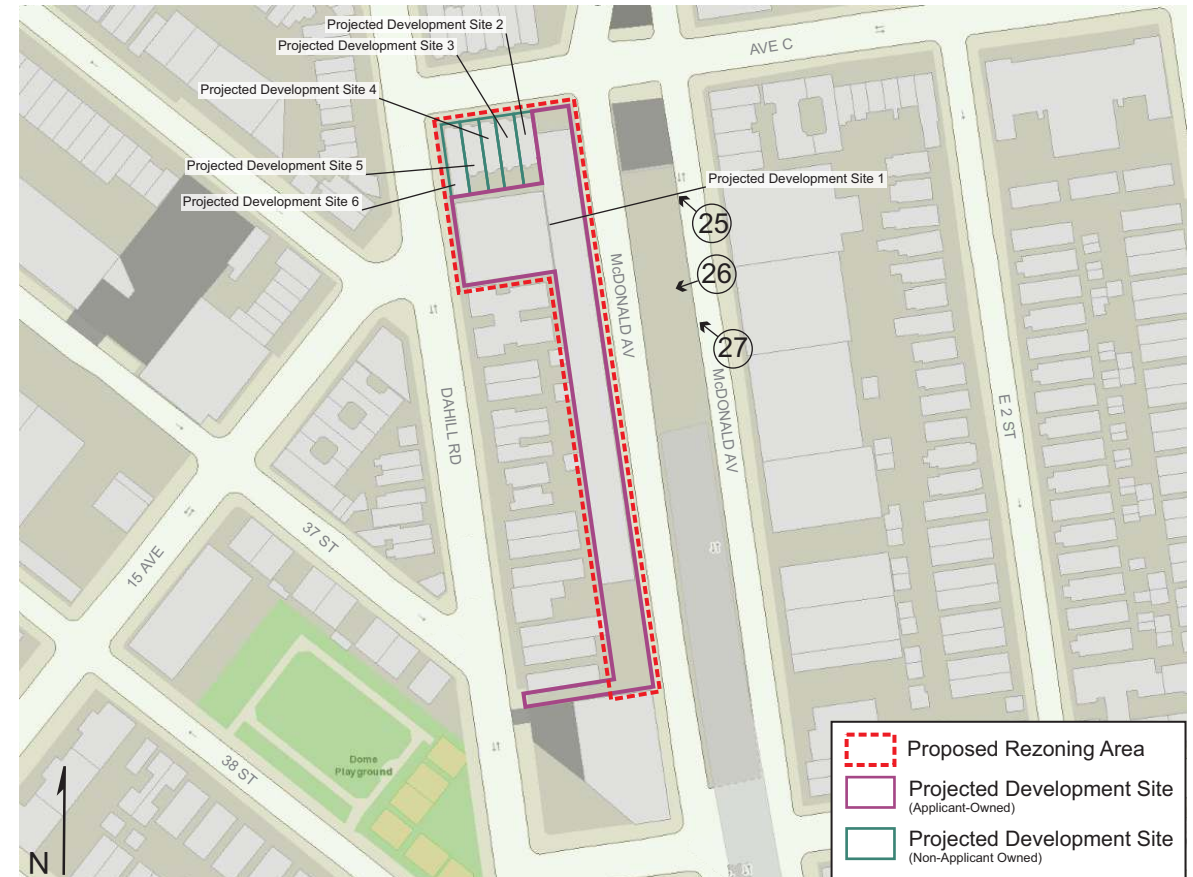 Projected Development Site 2
Projected Development Site 3
AVE C
Projected Development Site 4
Projected Development Site 5
Projected Development Site 1
Projected Development Site 6
25
26
McDONALD AV
27
McDONALD AV
DAHILL RD
E 2 ST
37 ST
15 AVE
Dome
Playground
38 ST
N
Proposed Rezoning Area
Projected Development Site
(Applicant-Owned)
Projected Development Site
(Non-Applicant Owned)